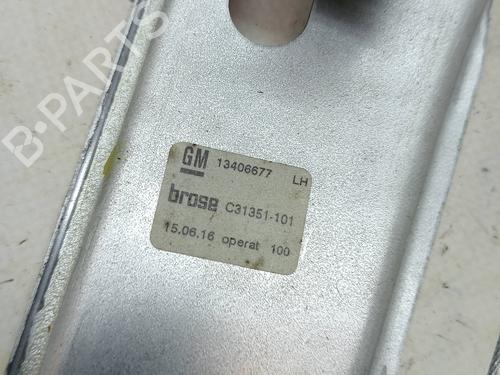 B-PARTS
GM 13406677 LH
brose C31351-101
15.06.16 operat 100